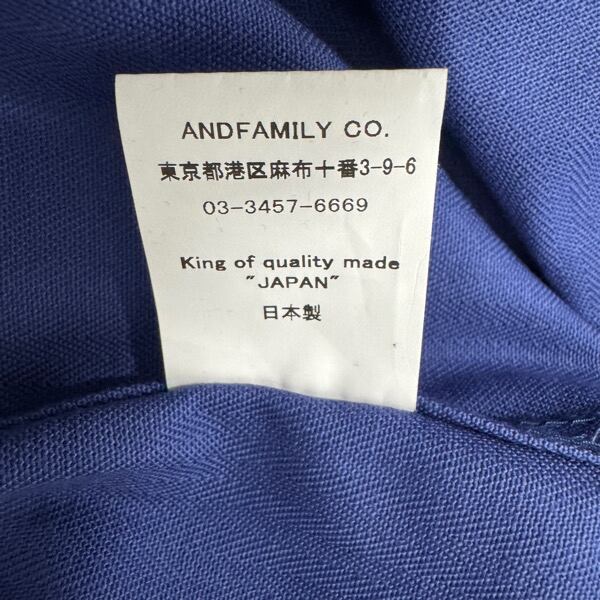 ANDFAMILY CO.
東京都港区麻布十番3-9-6
03-3457-6669
King of quality made
"JAPAN"
日本製